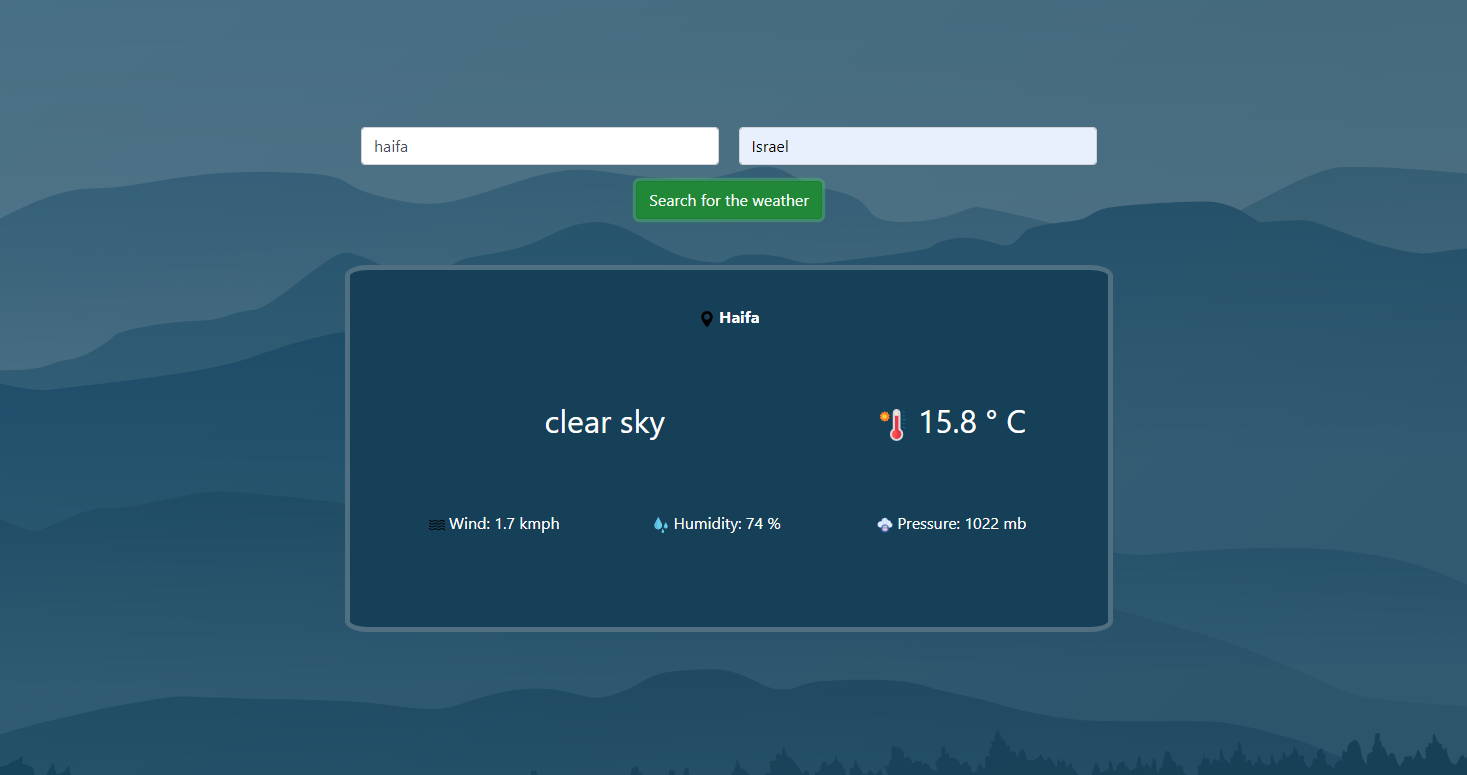 haifa
Israel
Search for the weather
Haifa
clear sky
15.8 ° C
Wind: 1.7 kmph
Humidity: 74 %
Pressure: 1022 mb